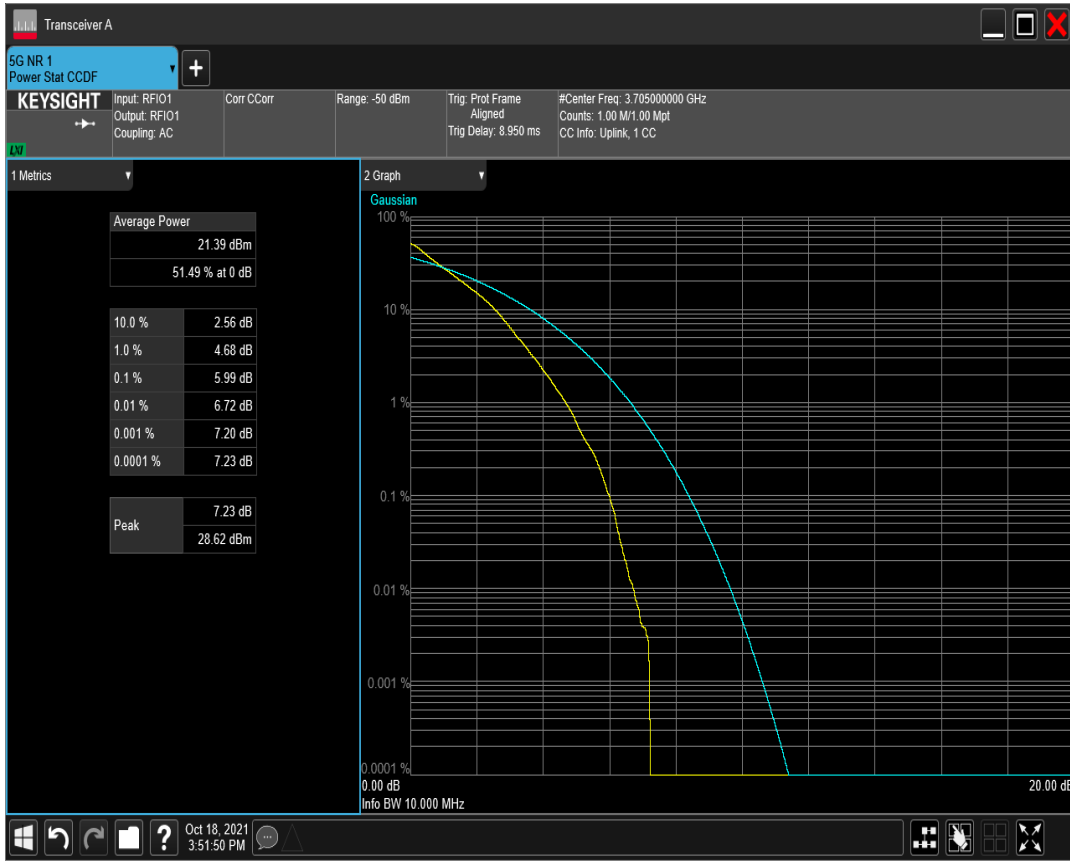 Transceiver A
5G NR 1
Power Stat CCDF
+
KEYSIGHT
LXI
Input: RFIO1
Output: RFIO1
Coupling: AC
Corr CCorr
Range: -50 dBm
Trig: Prot Frame
Aligned
Trig Delay: 8.950 ms
#Center Freq: 3.705000000 GHz
Counts: 1.00 M/1.00 Mpt
CC Info: Uplink, 1 CC
1 Metrics
Average Power
21.39 dBm
51.49 % at 0 dB
10.0 % 2.56 dB
1.0 % 4.68 dB
0.1 % 5.99 dB
0.01 % 6.72 dB
0.001 % 7.20 dB
0.0001 % 7.23 dB
Peak
7.23 dB
28.62 dBm
2 Graph
Gaussian
100 %
10 %
1 %
0.1 %
0.01 %
0.001 %
0.0001 %
0.00 dB 20.00 dB
Info BW 10.000 MHz
?
Oct 18, 2021
3:51:50 PM